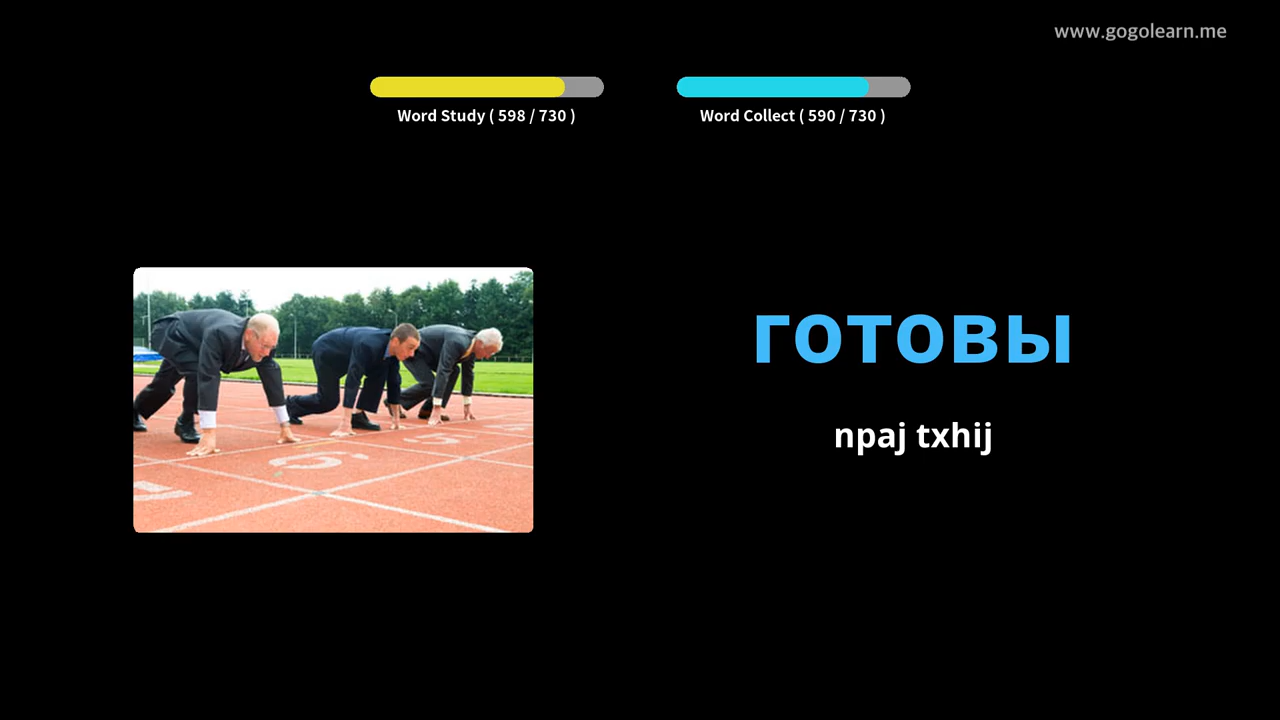 www.gogolearn.me
Word Study ( 598 / 730 )
Word Collect ( 590 / 730 )
готовы
npaj txhij